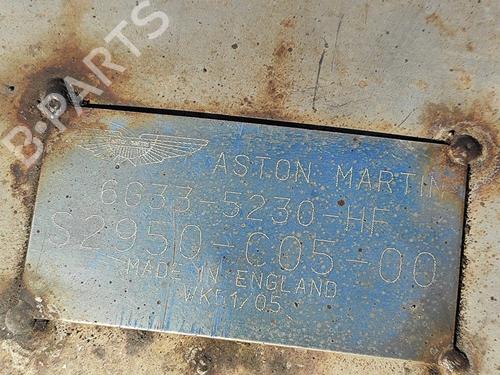 B-PARTS
ASTON MARTIN
6G33-5230-HF
S2950-C05-00
MADE IN ENGLAND
WK51/05